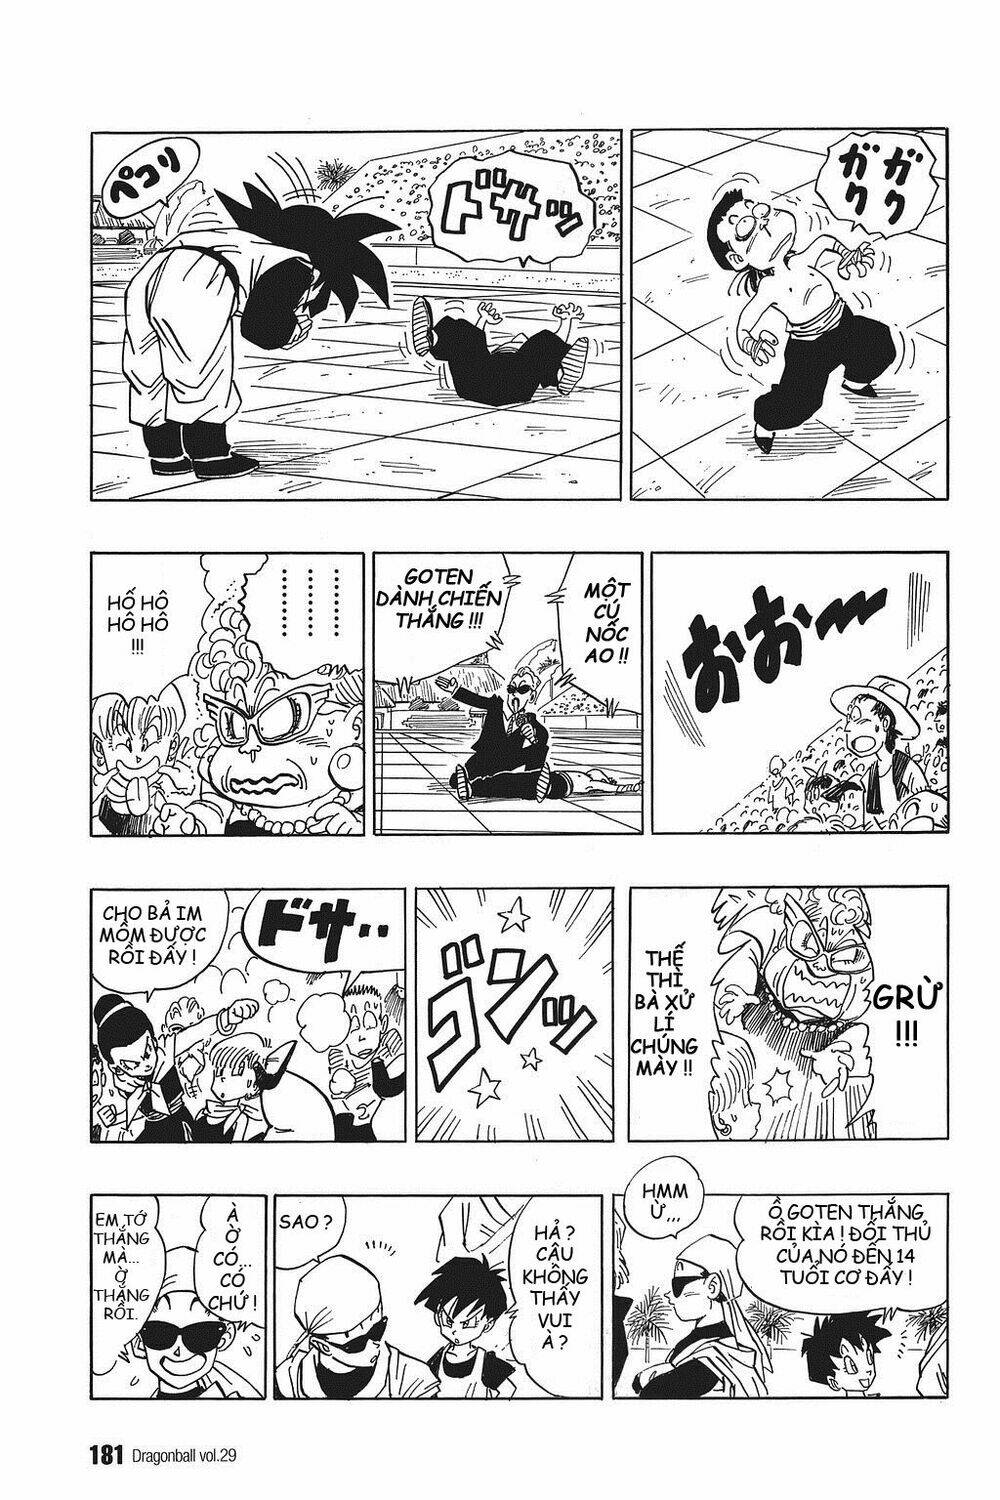 ガク
ガク
ドサッ
ペコリ
おお〜
MỘT
CÚ
NỐC
AO !!
GOTEN
DÀNH CHIẾN
THẮNG !!!
HỐ HÔ
HÔ HÔ
!!!
GRỪ
!!!
THẾ
THÌ
BÀ XỬ
LÍ
CHÚNG
MÀY !!
ゴンッ
ドサ・・
CHO BẢ IM
MỒM ĐƯỢC
RỒI ĐẤY !
Ồ GOTEN THẮNG
RỒI KÌA ! ĐỐI THỦ
CỦA NÓ ĐẾN 14
TUỔI CƠ ĐẤY !
HMM
Ừ...
HẢ ?
CẬU
KHÔNG
THẤY
VUI
À ?
SAO ?
À
Ờ
CÓ...
CÓ
CHỨ !
EM TỚ
THẮNG
MÀ...
Ờ
THẮNG
RỒI.
181 Dragonball vol.29